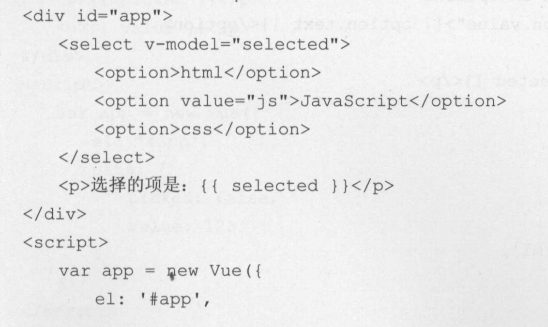 <div id="app">
<select v-model="selected">
<option>html</option>
<option value="js">JavaScript</option>
<option>css</option>
</select>
<p>选择的项是：{{ selected }}</p>
</div>
<script>
var app = new Vue({
el: '#app',